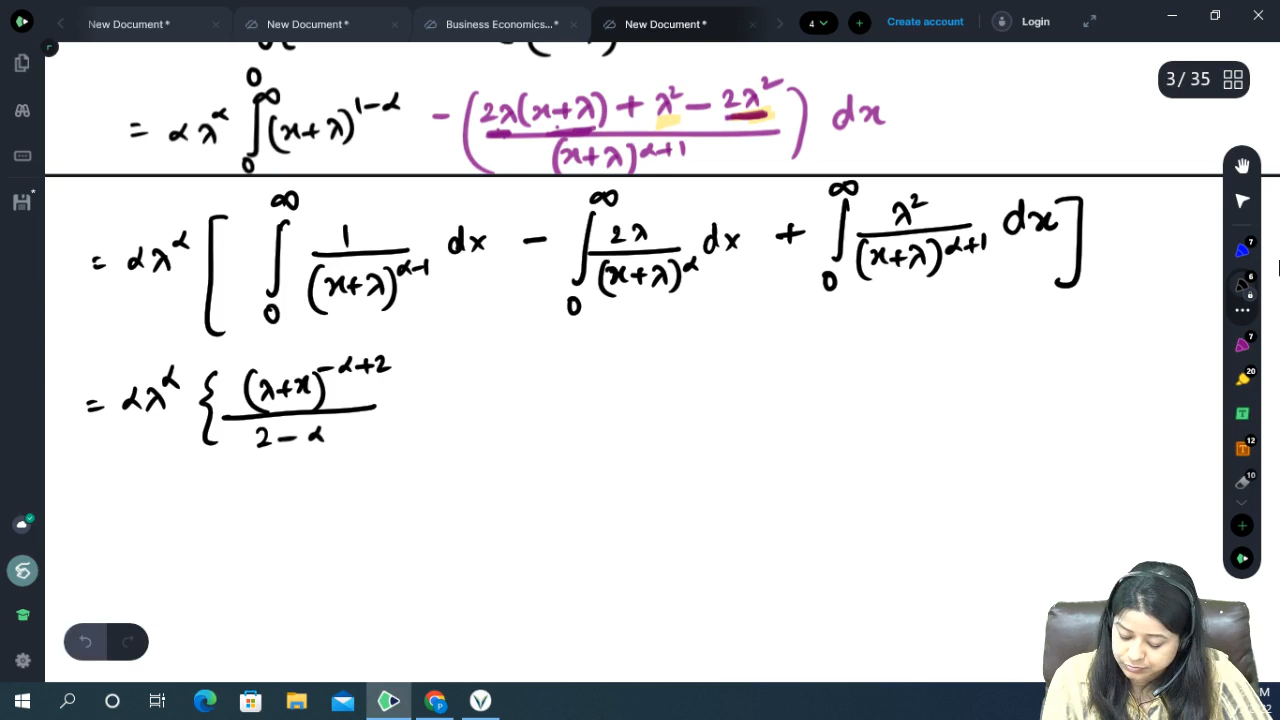 New Document* New Document* Business Economics...* New Document* 4 Create account Login
3/35
= αλ^α ∫₀^∞ (x+λ)^{1-α} - ( (2λ(x+λ) + λ² - 2λ²) / (x+λ)^{α+1} ) dx
= αλ^α [ ∫₀^∞ 1/(x+λ)^{α-1} dx - ∫₀^∞ 2λ/(x+λ)^α dx + ∫₀^∞ λ²/(x+λ)^{α+1} dx ]
= αλ^α { (λ+x)^{-α+2} / (2-α)